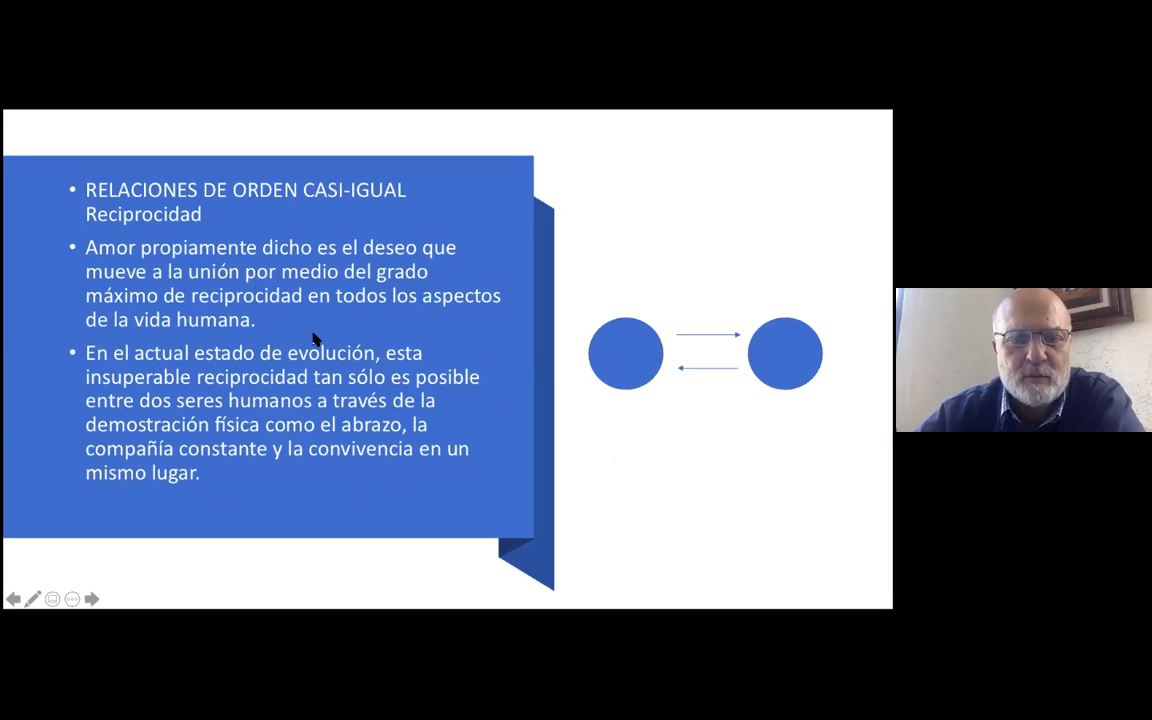 • RELACIONES DE ORDEN CASI-IGUAL
Reciprocidad
• Amor propiamente dicho es el deseo que
mueve a la unión por medio del grado
máximo de reciprocidad en todos los aspectos
de la vida humana.
• En el actual estado de evolución, esta
insuperable reciprocidad tan sólo es posible
entre dos seres humanos a través de la
demostración física como el abrazo, la
compañía constante y la convivencia en un
mismo lugar.